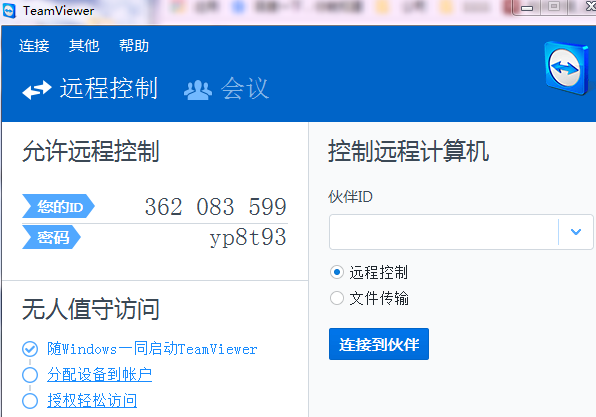 TeamViewer
连接 其他 帮助
远程控制 会议
允许远程控制
您的ID 362 083 599
密码 yp8t93
无人值守访问
随Windows一同启动TeamViewer
分配设备到帐户
授权轻松访问
控制远程计算机
伙伴ID
远程控制
文件传输
连接到伙伴